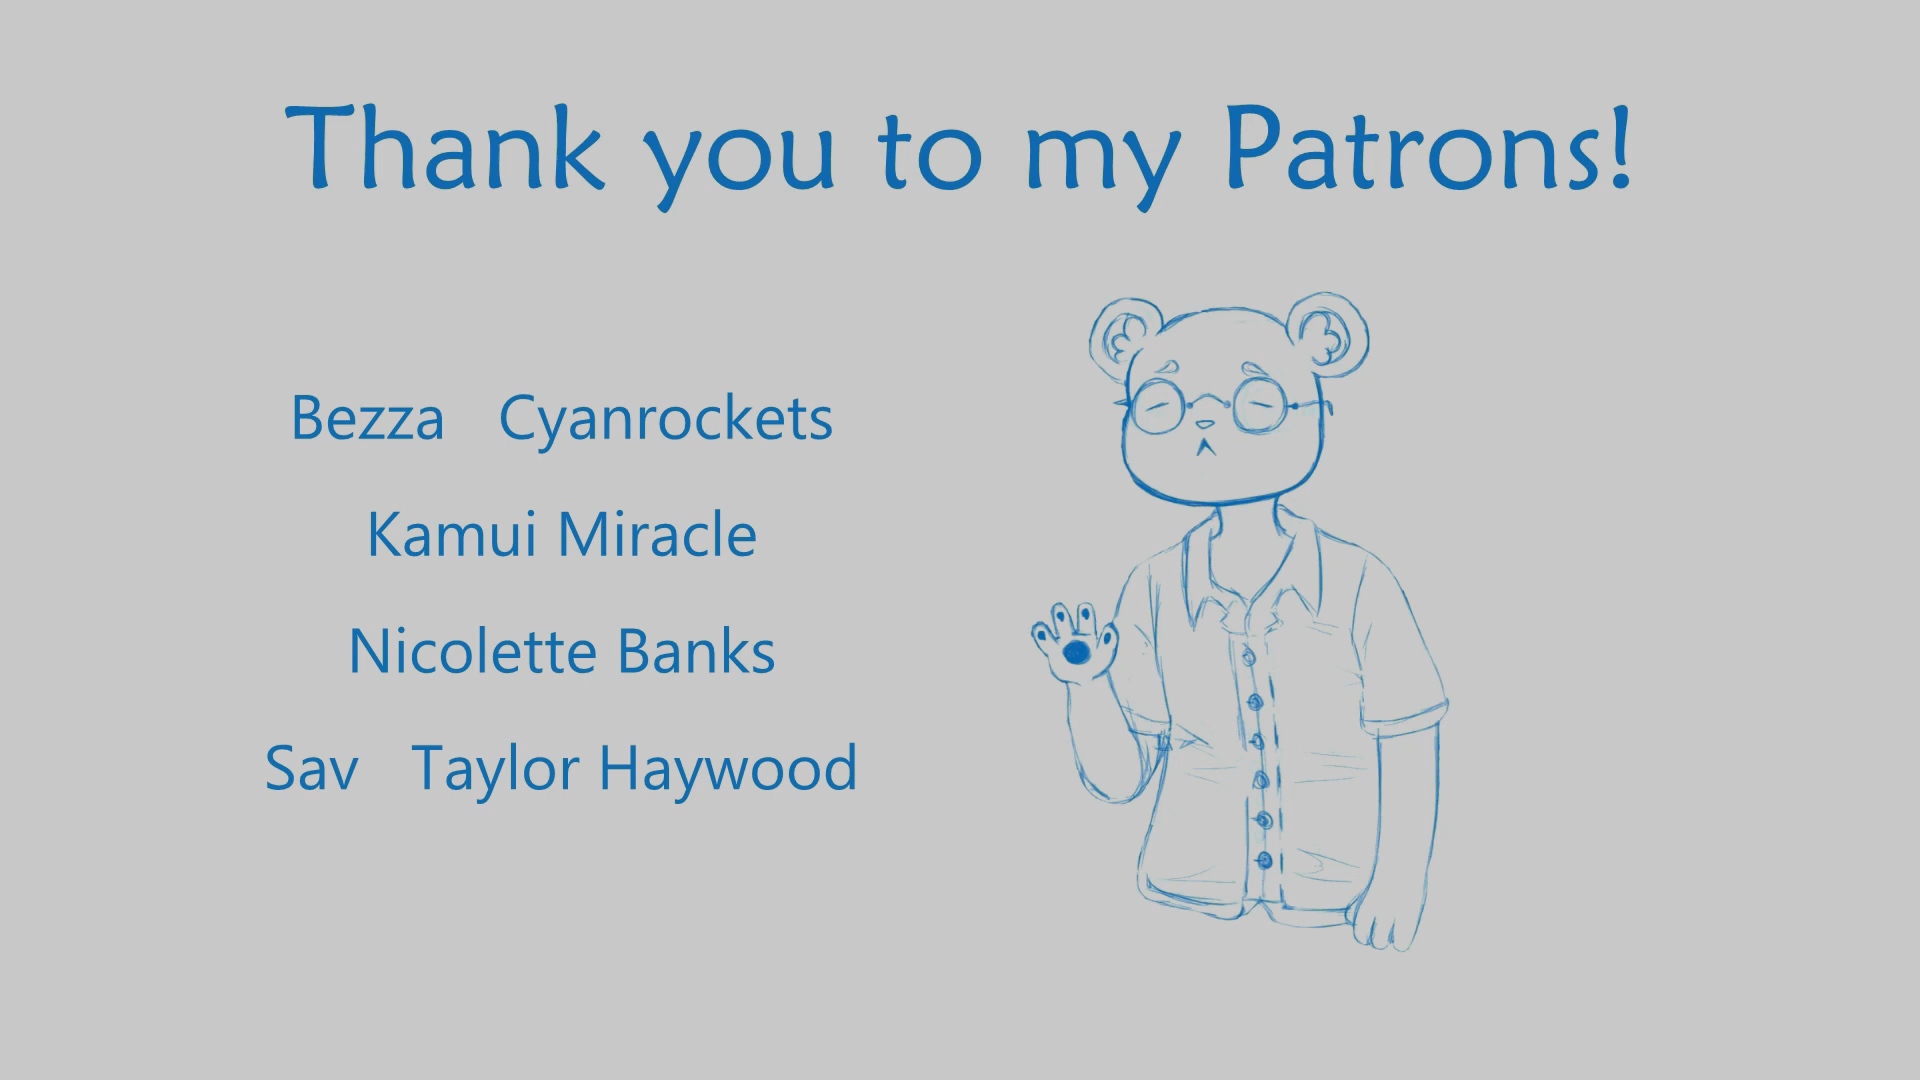 Thank you to my Patrons!
Bezza Cyanrockets
Kamui Miracle
Nicolette Banks
Sav Taylor Haywood